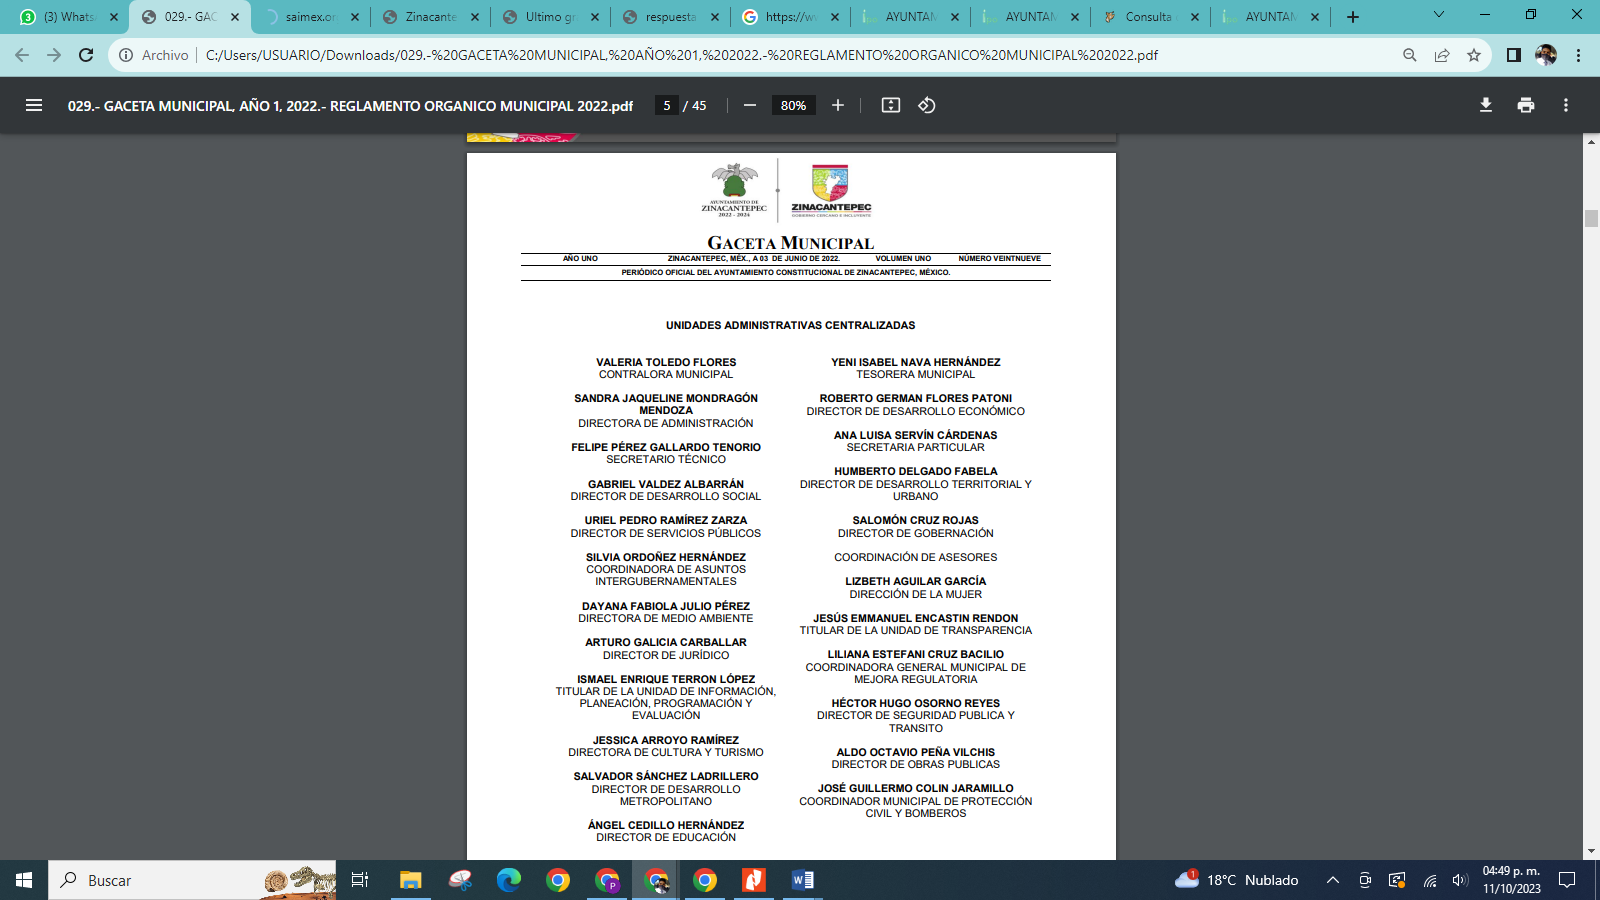 (3) Whats
029.- GAC
saimex.or
Zinacante
Ultimo gr
respuesta
https://w
AYUNTAM
AYUNTAM
Consulta
AYUNTAM
Archivo
C:/Users/USUARIO/Downloads/029.-%20GACETA%20MUNICIPAL,%20AÑO%201,%202022.-%20REGLAMENTO%20ORGANICO%20MUNICIPAL%202022.pdf
029.- GACETA MUNICIPAL, AÑO 1, 2022.- REGLAMENTO ORGANICO MUNICIPAL 2022.pdf
5 / 45
80%
AYUNTAMIENTO DE
ZINACANTEPEC
2022 - 2024
ZINACANTEPEC
GOBIERNO CERCANO E INCLUYENTE
GACETA MUNICIPAL
AÑO UNO ZINACANTEPEC, MÉX., A 03 DE JUNIO DE 2022. VOLUMEN UNO NÚMERO VEINTNUEVE
PERIÓDICO OFICIAL DEL AYUNTAMIENTO CONSTITUCIONAL DE ZINACANTEPEC, MÉXICO.
UNIDADES ADMINISTRATIVAS CENTRALIZADAS
VALERIA TOLEDO FLORES
CONTRALORA MUNICIPAL
SANDRA JAQUELINE MONDRAGÓN
MENDOZA
DIRECTORA DE ADMINISTRACIÓN
FELIPE PÉREZ GALLARDO TENORIO
SECRETARIO TÉCNICO
GABRIEL VALDEZ ALBARRÁN
DIRECTOR DE DESARROLLO SOCIAL
URIEL PEDRO RAMÍREZ ZARZA
DIRECTOR DE SERVICIOS PÚBLICOS
SILVIA ORDOÑEZ HERNÁNDEZ
COORDINADORA DE ASUNTOS
INTERGUBERNAMENTALES
DAYANA FABIOLA JULIO PÉREZ
DIRECTORA DE MEDIO AMBIENTE
ARTURO GALICIA CARBALLAR
DIRECTOR DE JURÍDICO
ISMAEL ENRIQUE TERRON LÓPEZ
TITULAR DE LA UNIDAD DE INFORMACIÓN,
PLANEACIÓN, PROGRAMACIÓN Y
EVALUACIÓN
JESSICA ARROYO RAMÍREZ
DIRECTORA DE CULTURA Y TURISMO
SALVADOR SÁNCHEZ LADRILLERO
DIRECTOR DE DESARROLLO
METROPOLITANO
ÁNGEL CEDILLO HERNÁNDEZ
DIRECTOR DE EDUCACIÓN
YENI ISABEL NAVA HERNÁNDEZ
TESORERA MUNICIPAL
ROBERTO GERMAN FLORES PATONI
DIRECTOR DE DESARROLLO ECONÓMICO
ANA LUISA SERVÍN CÁRDENAS
SECRETARIA PARTICULAR
HUMBERTO DELGADO FABELA
DIRECTOR DE DESARROLLO TERRITORIAL Y
URBANO
SALOMÓN CRUZ ROJAS
DIRECTOR DE GOBERNACIÓN
COORDINACIÓN DE ASESORES
LIZBETH AGUILAR GARCÍA
DIRECCIÓN DE LA MUJER
JESÚS EMMANUEL ENCASTIN RENDON
TITULAR DE LA UNIDAD DE TRANSPARENCIA
LILIANA ESTEFANI CRUZ BACILIO
COORDINADORA GENERAL MUNICIPAL DE
MEJORA REGULATORIA
HÉCTOR HUGO OSORNO REYES
DIRECTOR DE SEGURIDAD PUBLICA Y
TRANSITO
ALDO OCTAVIO PEÑA VILCHIS
DIRECTOR DE OBRAS PUBLICAS
JOSÉ GUILLERMO COLIN JARAMILLO
COORDINADOR MUNICIPAL DE PROTECCIÓN
CIVIL Y BOMBEROS
Buscar
18°C Nublado
04:49 p. m.
11/10/2023